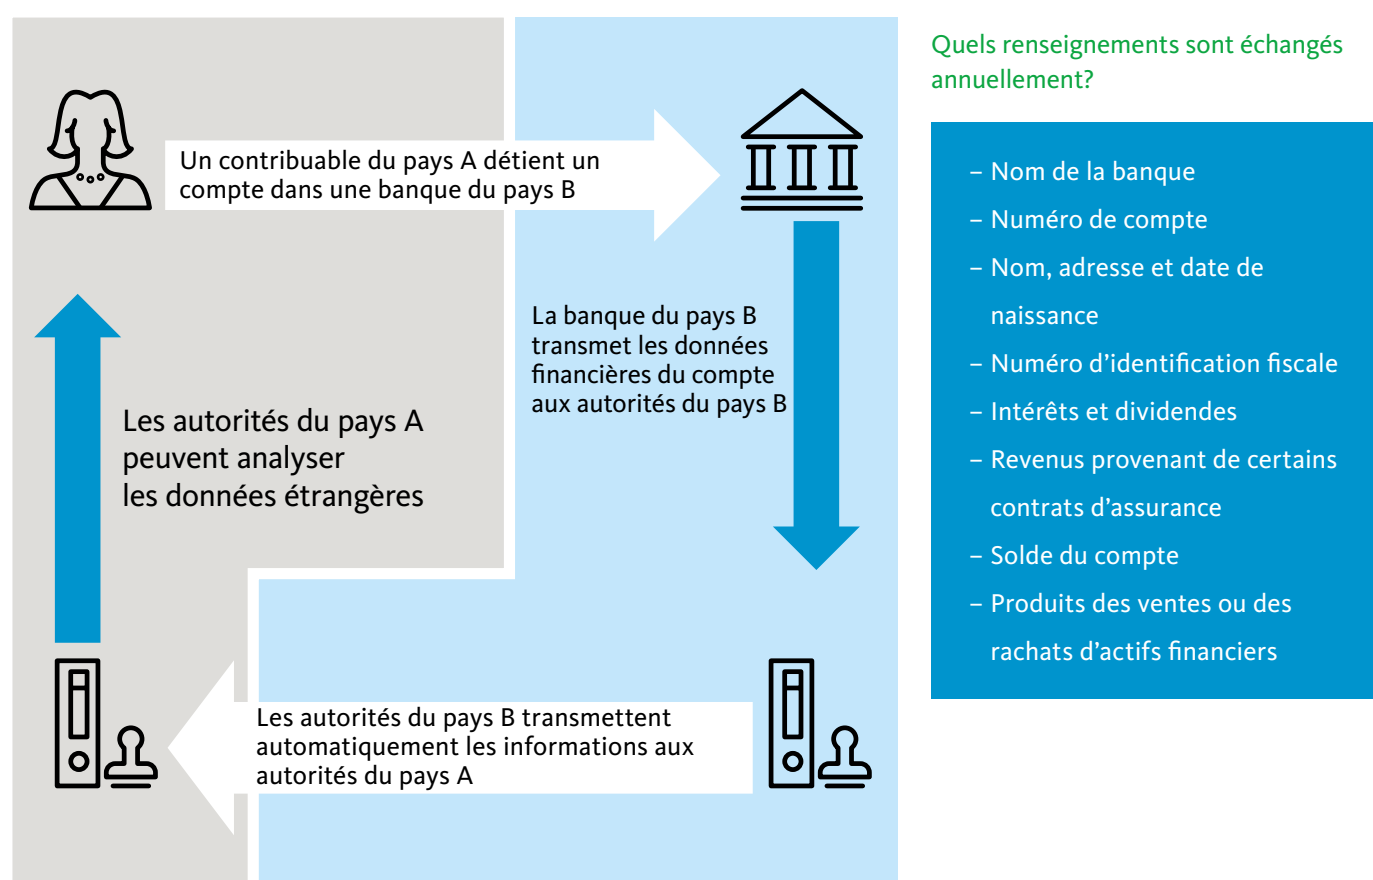 Un contribuable du pays A détient un
compte dans une banque du pays B
La banque du pays B
transmet les données
financières du compte
aux autorités du pays B
Les autorités du pays B transmettent
automatiquement les informations aux
autorités du pays A
Les autorités du pays A
peuvent analyser
les données étrangères
Quels renseignements sont échangés
annuellement?
– Nom de la banque
– Numéro de compte
– Nom, adresse et date de
naissance
– Numéro d’identification fiscale
– Intérêts et dividendes
– Revenus provenant de certains
contrats d’assurance
– Solde du compte
– Produits des ventes ou des
rachats d’actifs financiers